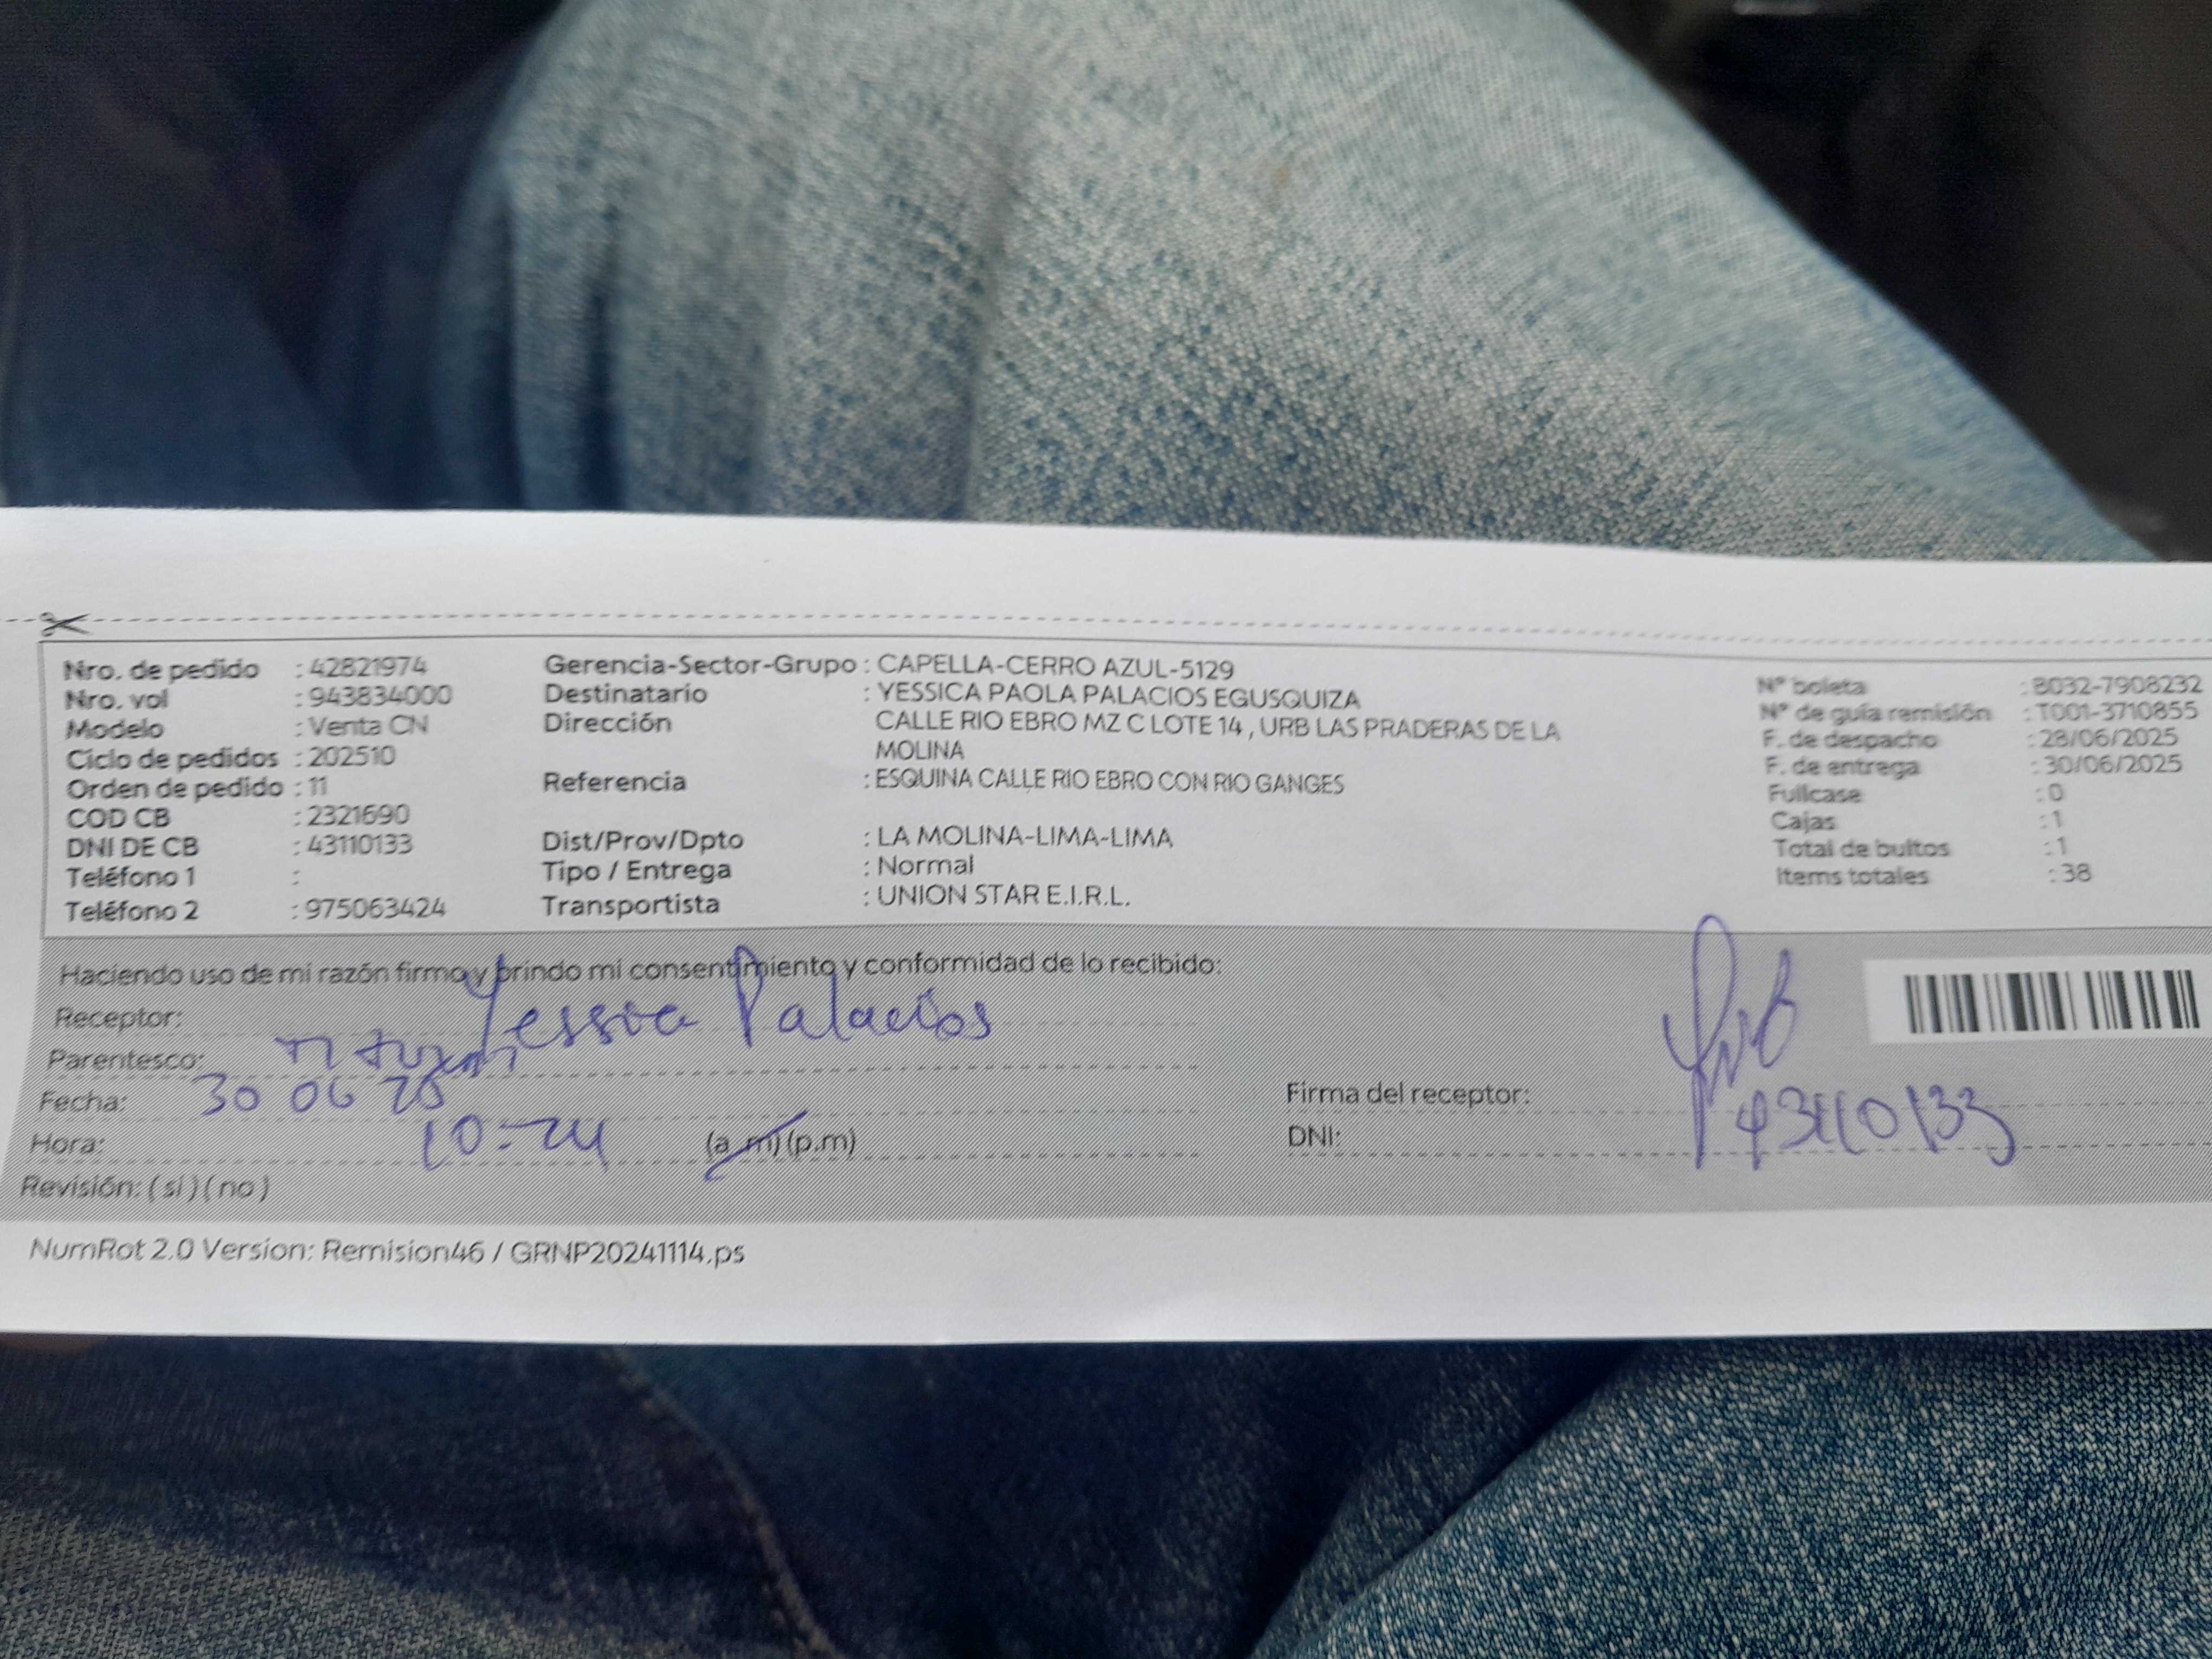 Nro. de pedido : 42821974
Nro. vol : 943834000
Modelo : Venta CN
Ciclo de pedidos : 202510
Orden de pedido : 11
COD CB : 2321690
DNI DE CB : 43110133
Teléfono 1 :
Teléfono 2 : 975063424
Gerencia-Sector-Grupo : CAPELLA-CERRO AZUL-5129
Destinatario : YESSICA PAOLA PALACIOS EGUSQUIZA
Dirección CALLE RIO EBRO MZ C LOTE 14 , URB LAS PRADERAS DE LA
MOLINA
Referencia : ESQUINA CALLE RIO EBRO CON RIO GANGES
Dist/Prov/Dpto : LA MOLINA-LIMA-LIMA
Tipo / Entrega : Normal
Transportista : UNION STAR E.I.R.L.
N° boleta : B032-7908232
N° de guía remisión : T001-3710855
F. de despacho : 28/06/2025
F. de entrega : 30/06/2025
Fullcase : 0
Cajas : 1
Total de bultos : 1
Items totales : 38
Haciendo uso de mi razón firmo y brindo mi consentimiento y conformidad de lo recibido:
Receptor: Yessica Palacios
Parentesco:
Fecha: 30 06 25
Hora: 10:24 (a m) (p.m)
Revisión: ( si ) ( no )
Firma del receptor:
DNI: 43110133
NumRot 2.0 Version: Remision46 / GRNP20241114.ps